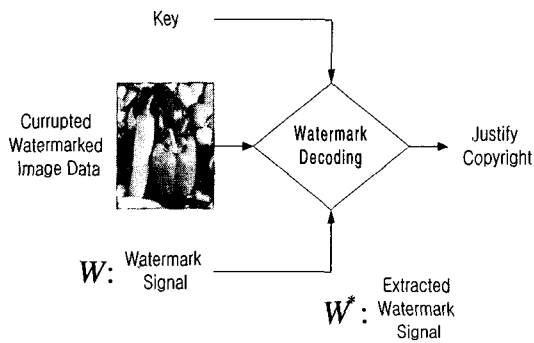 Key
Currupted
Watermarked
Image Data
Watermark
Decoding
Justify
Copyright
W: Watermark
Signal
W*: Extracted
Watermark
Signal